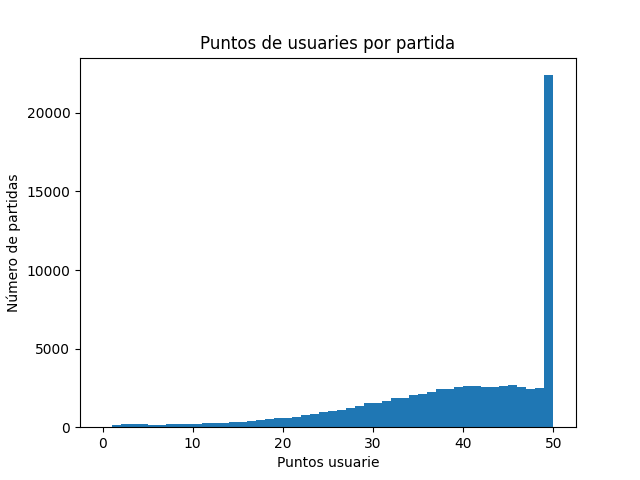 Puntos de usuaries por partida
Número de partidas
20000
15000
10000
5000
0
0 10 20 30 40 50
Puntos usuarie